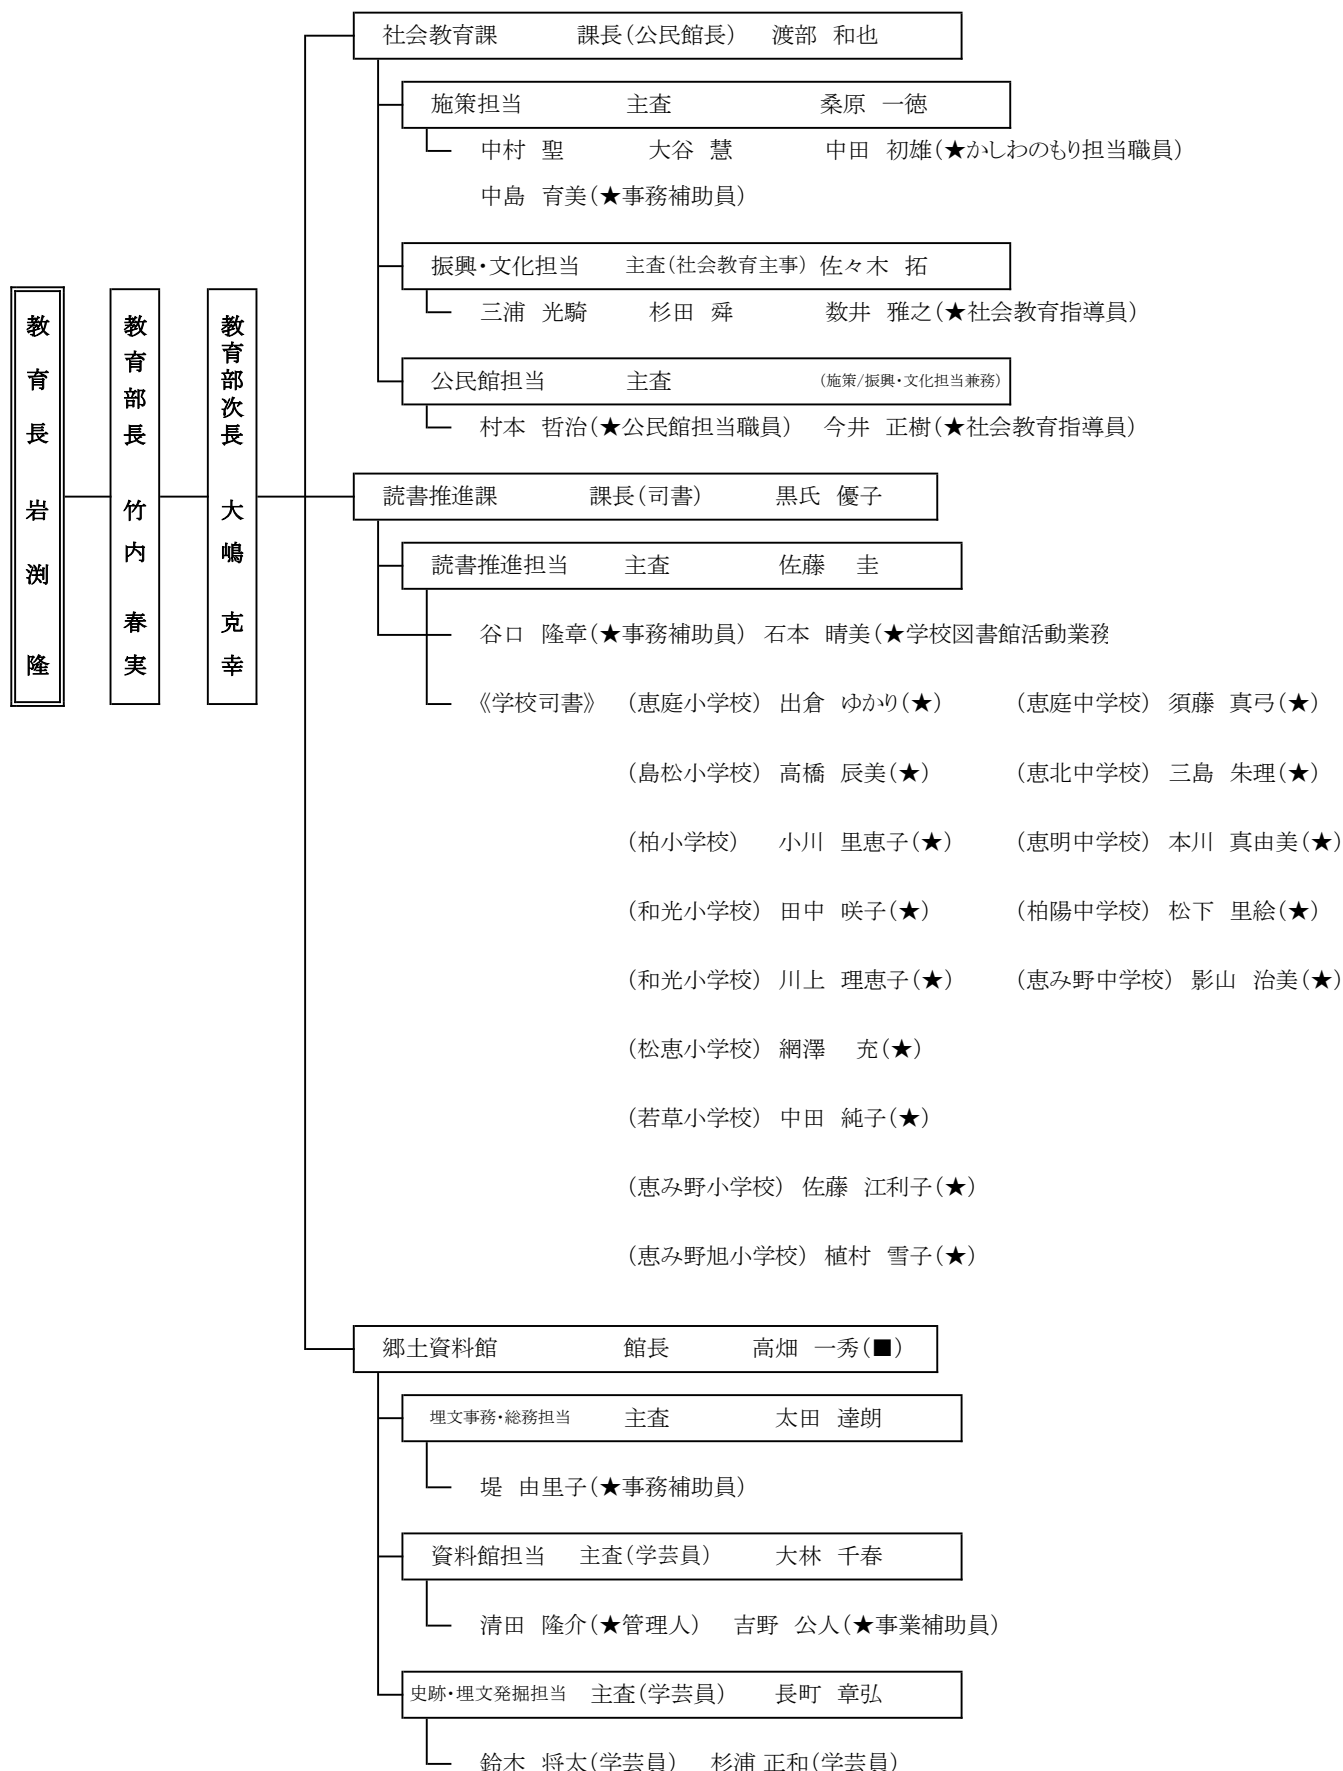 社会教育課 課長(公民館長) 渡部 和也
施策担当 主査 桑原 一徳
中村 聖 大谷 慧 中田 初雄(★かしわのもり担当職員)
中島 育美(★事務補助員)
振興・文化担当 主査(社会教育主事) 佐々木 拓
三浦 光騎 杉田 舜 数井 雅之(★社会教育指導員)
公民館担当 主査 (施策/振興・文化担当兼務)
村本 哲治(★公民館担当職員) 今井 正樹(★社会教育指導員)
教育長 岩渕 隆
教育部長 竹内 春実
教育部次長 大嶋 克幸
読書推進課 課長(司書) 黒氏 優子
読書推進担当 主査 佐藤 圭
谷口 隆章(★事務補助員) 石本 晴美(★学校図書館活動業務
《学校司書》 (恵庭小学校) 出倉 ゆかり(★) (恵庭中学校) 須藤 真弓(★)
(島松小学校) 高橋 辰美(★) (恵北中学校) 三島 朱理(★)
(柏小学校) 小川 里恵子(★) (恵明中学校) 本川 真由美(★)
(和光小学校) 田中 咲子(★) (柏陽中学校) 松下 里絵(★)
(和光小学校) 川上 理恵子(★) (恵み野中学校) 影山 治美(★)
(松恵小学校) 網澤 充(★)
(若草小学校) 中田 純子(★)
(恵み野小学校) 佐藤 江利子(★)
(恵み野旭小学校) 植村 雪子(★)
郷土資料館 館長 高畑 一秀(■)
埋文事務・総務担当 主査 太田 達朗
堤 由里子(★事務補助員)
資料館担当 主査(学芸員) 大林 千春
清田 隆介(★管理人) 吉野 公人(★事業補助員)
史跡・埋文発掘担当 主査(学芸員) 長町 章弘
鈴木 将太(学芸員) 杉浦 正和(学芸員)